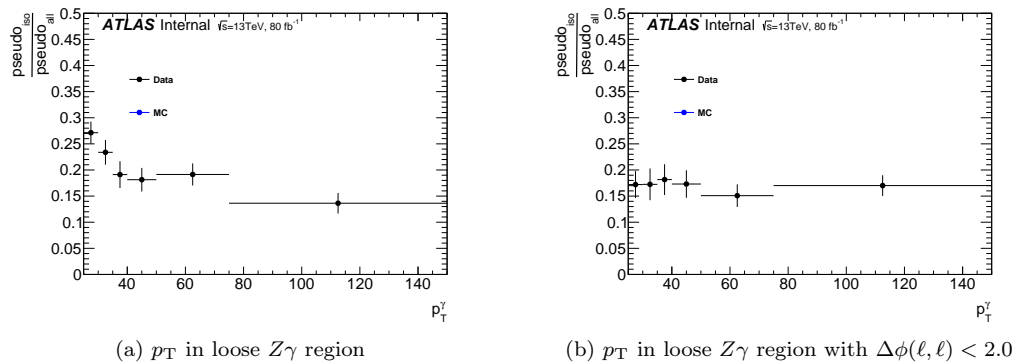 pseudo_iso
pseudo_all
0.5
0.45
0.4
0.35
0.3
0.25
0.2
0.15
0.1
0.05
0
ATLAS Internal √s=13TeV, 80 fb⁻¹
Data
MC
40 60 80 100 120 140
p_T^γ
(a) p_T in loose Zγ region
pseudo_iso
pseudo_all
0.5
0.45
0.4
0.35
0.3
0.25
0.2
0.15
0.1
0.05
0
ATLAS Internal √s=13TeV, 80 fb⁻¹
Data
MC
40 60 80 100 120 140
p_T^γ
(b) p_T in loose Zγ region with Δϕ(ℓ, ℓ) < 2.0